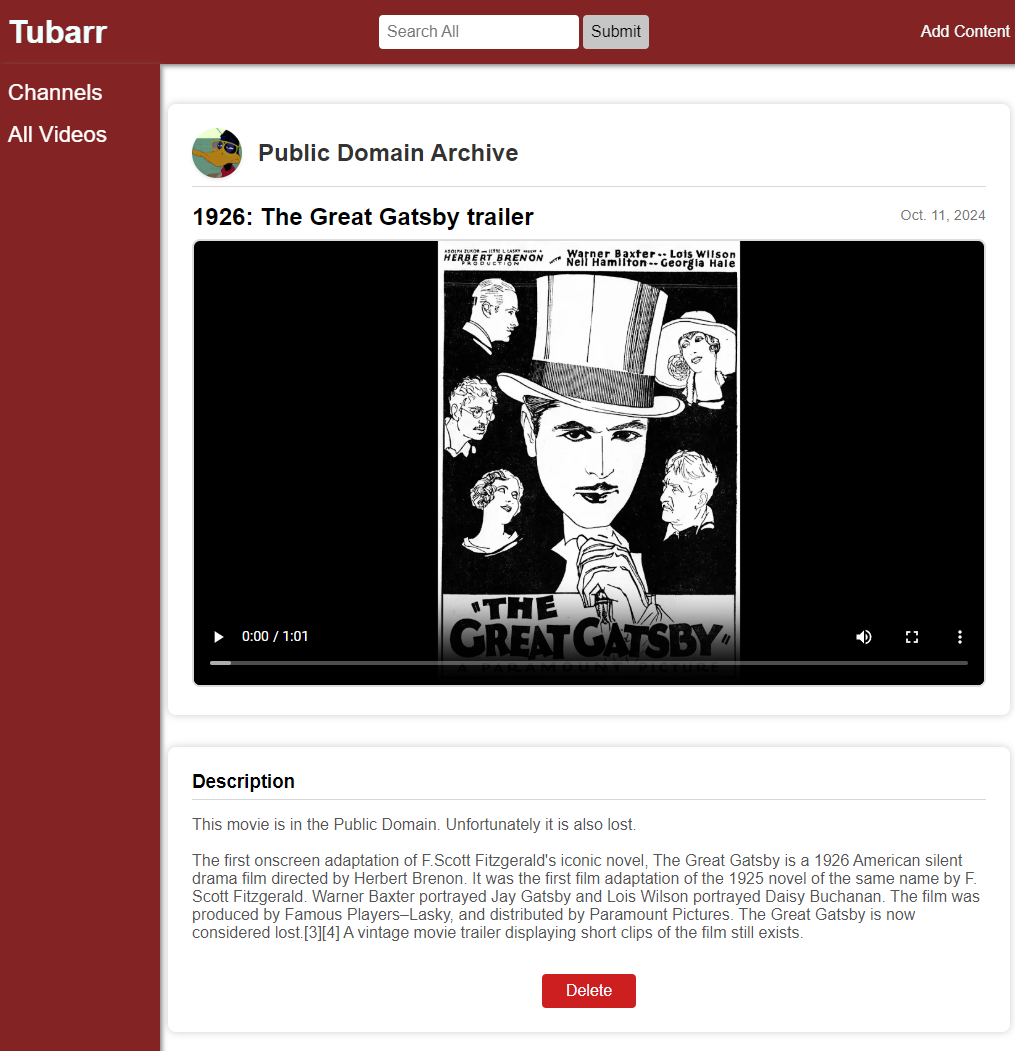 Tubarr
Search All
Submit
Add Content
Channels
All Videos
Public Domain Archive
1926: The Great Gatsby trailer
Oct. 11, 2024
ADOLPH ZUKOR AND JESSE L. LASKY PRESENT A
HERBERT BRENON
PRODUCTION
WITH Warner Baxter-- Lois Wilson
Neil Hamilton-- Georgia Hale
"THE
GREAT GATSBY"
A PARAMOUNT PICTURE
0:00 / 1:01
Description
This movie is in the Public Domain. Unfortunately it is also lost.
The first onscreen adaptation of F.Scott Fitzgerald's iconic novel, The Great Gatsby is a 1926 American silent
drama film directed by Herbert Brenon. It was the first film adaptation of the 1925 novel of the same name by F.
Scott Fitzgerald. Warner Baxter portrayed Jay Gatsby and Lois Wilson portrayed Daisy Buchanan. The film was
produced by Famous Players–Lasky, and distributed by Paramount Pictures. The Great Gatsby is now
considered lost.[3][4] A vintage movie trailer displaying short clips of the film still exists.
Delete